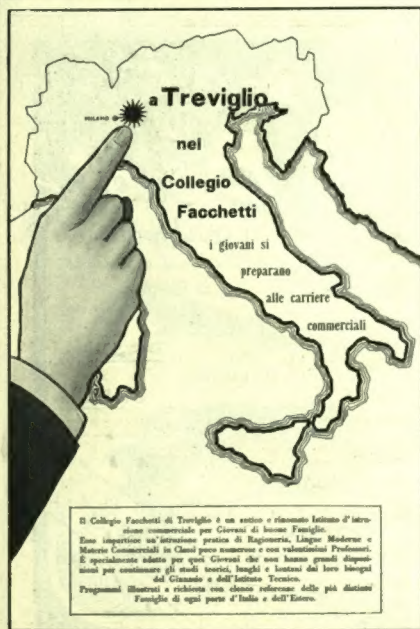 MILANO
a Treviglio
nel
Collegio
Facchetti
i giovani si
preparano
alle carriere
commerciali
Il Collegio Facchetti di Treviglio è un antico e rinomato Istituto d'istru-
zione commerciale per Giovani di buone Famiglie.
Esso impartisce un'istruzione pratica di Ragioneria, Lingue Moderne e
Materie Commerciali in Classi poco numerose e con valentissimi Professori.
È specialmente adatto per quei Giovani che non hanno grandi disposi-
zioni per continuare gli studi teorici, lunghi e lontani dai loro bisogni
del Ginnasio o dell'Istituto Tecnico.
Programmi illustrati a richiesta con elenco referenze delle più distinte
Famiglie di ogni parte d'Italia e dell'Estero.